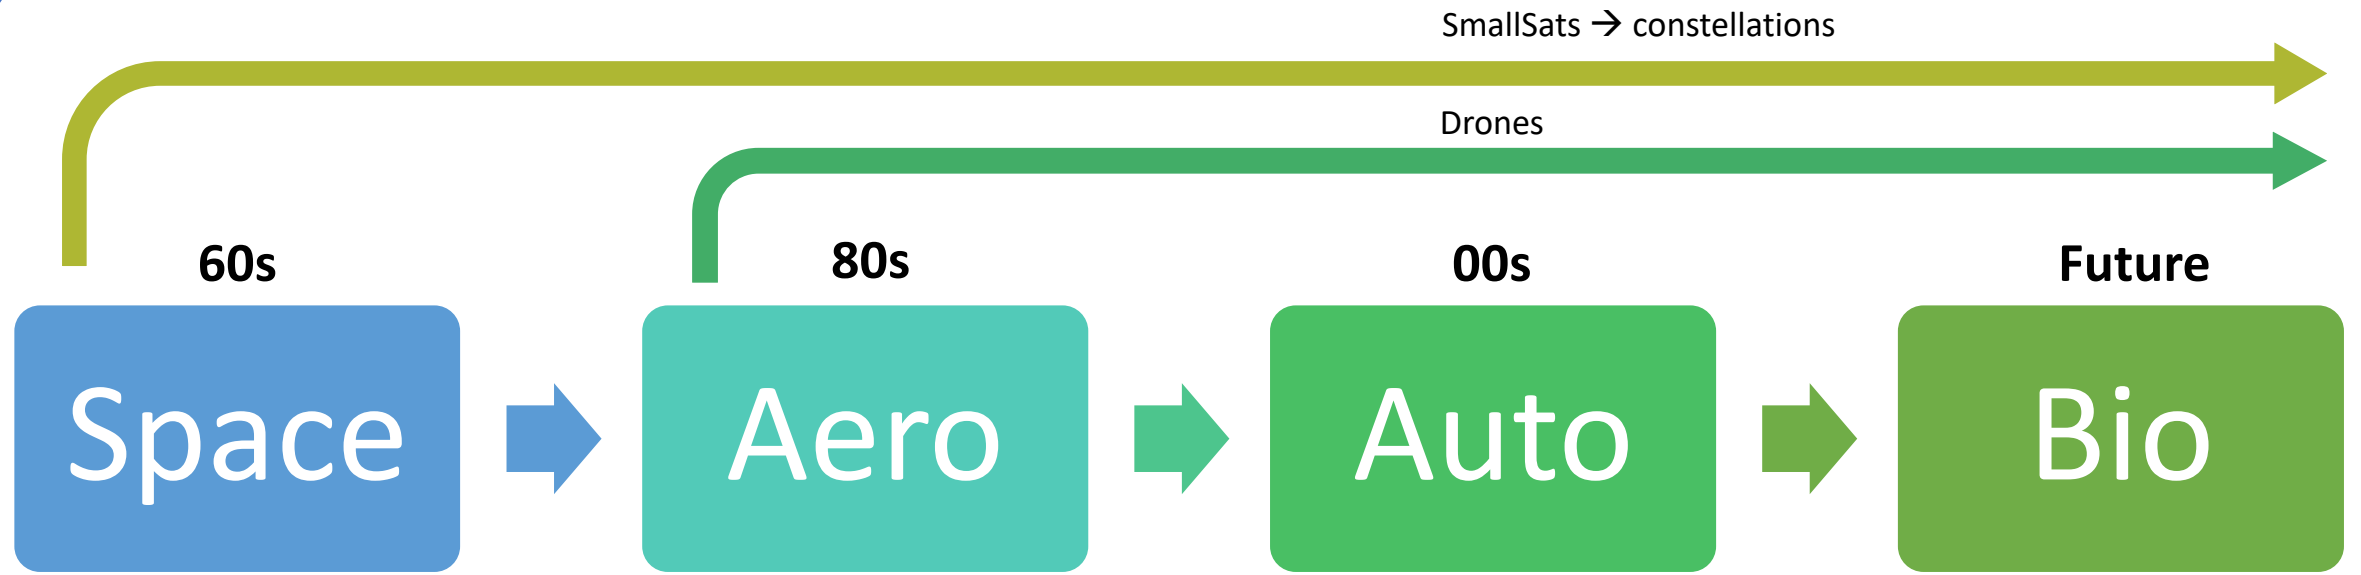 SmallSats → constellations
Drones
60s
80s
00s
Future
Space
Aero
Auto
Bio